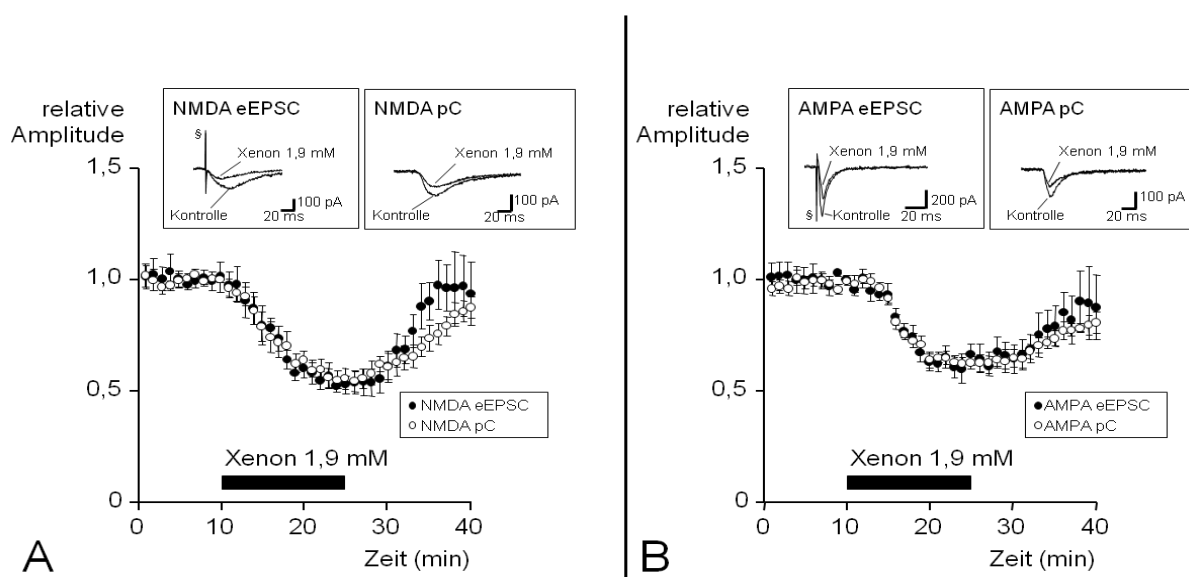 relative
Amplitude
NMDA eEPSC
§
Xenon 1,9 mM
Kontrolle
100 pA
20 ms
NMDA pC
Xenon 1,9 mM
Kontrolle
100 pA
20 ms
1,5
1,0
0,5
0
NMDA eEPSC
NMDA pC
Xenon 1,9 mM
0 10 20 30 40
Zeit (min)
A
relative
Amplitude
AMPA eEPSC
Xenon 1,9 mM
§
Kontrolle
200 pA
20 ms
AMPA pC
Xenon 1,9 mM
Kontrolle
100 pA
20 ms
1,5
1,0
0,5
0
AMPA eEPSC
AMPA pC
Xenon 1,9 mM
0 10 20 30 40
Zeit (min)
B